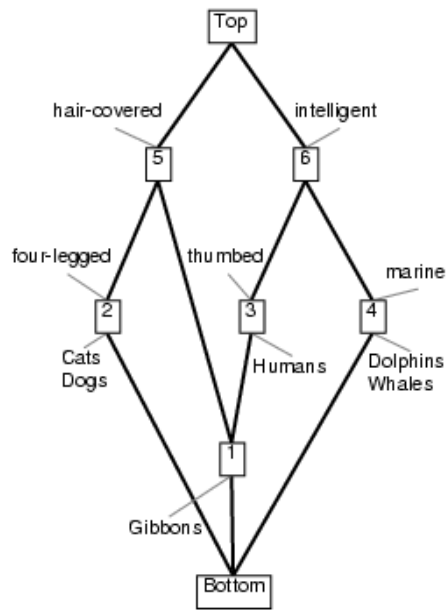 Top
hair-covered
intelligent
5
6
four-legged
thumbed
marine
2
3
4
Cats
Dogs
Humans
Dolphins
Whales
1
Gibbons
Bottom